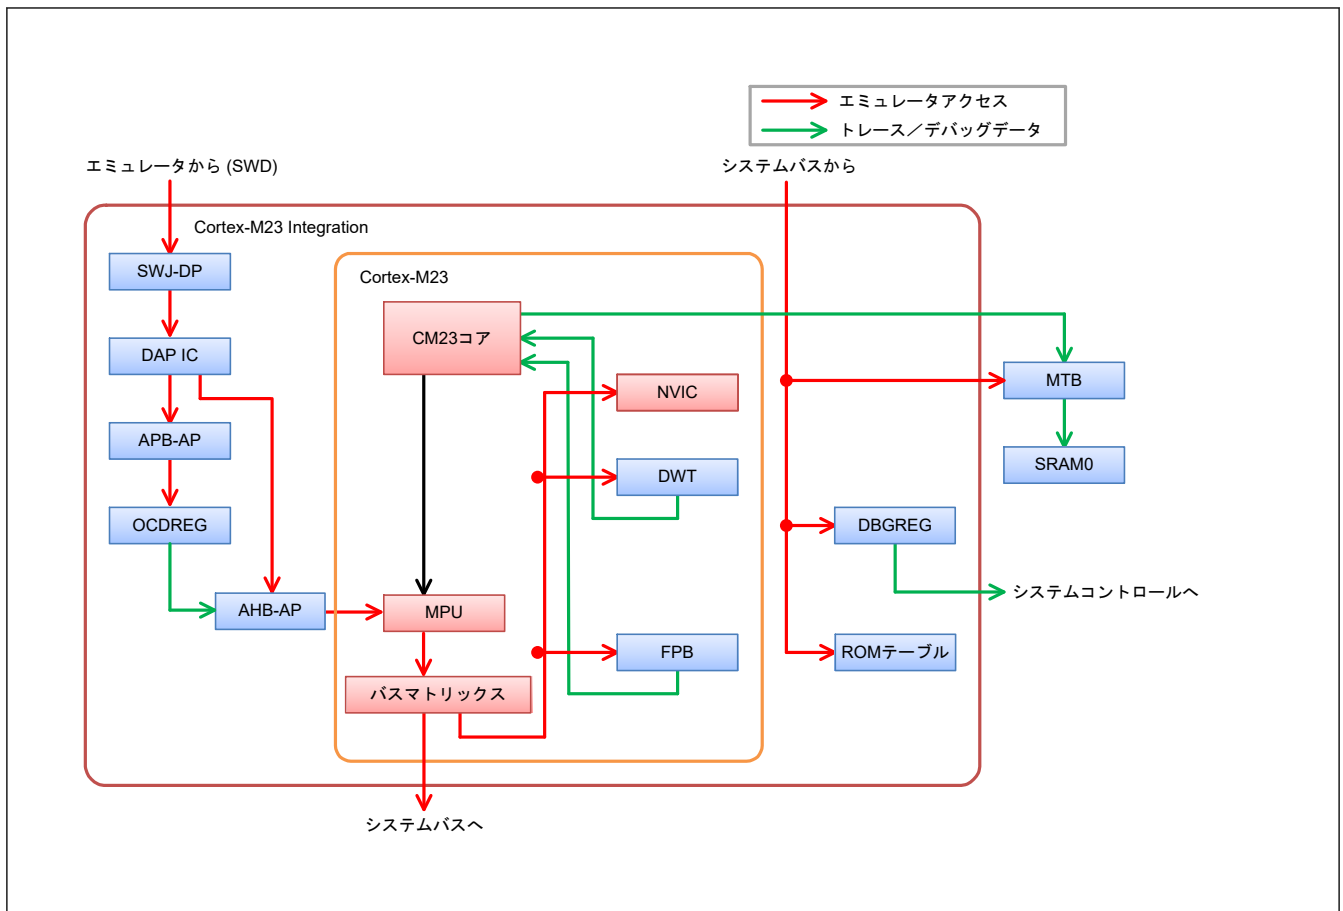 エミュレータアクセス
トレース／デバッグデータ
エミュレータから (SWD)
システムバスから
Cortex-M23 Integration
SWJ-DP
Cortex-M23
CM23コア
DAP IC
MTB
NVIC
APB-AP
SRAM0
DWT
OCDREG
DBGREG
システムコントロールへ
AHB-AP
MPU
FPB
ROMテーブル
バスマトリックス
システムバスへ